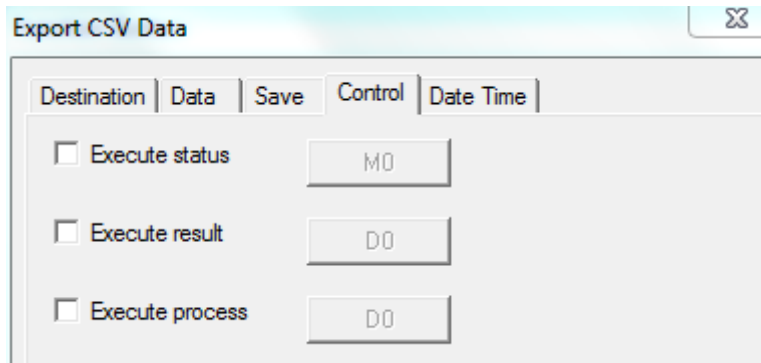 Export CSV Data
Destination Data Save Control Date Time
Execute status M0
Execute result D0
Execute process D0